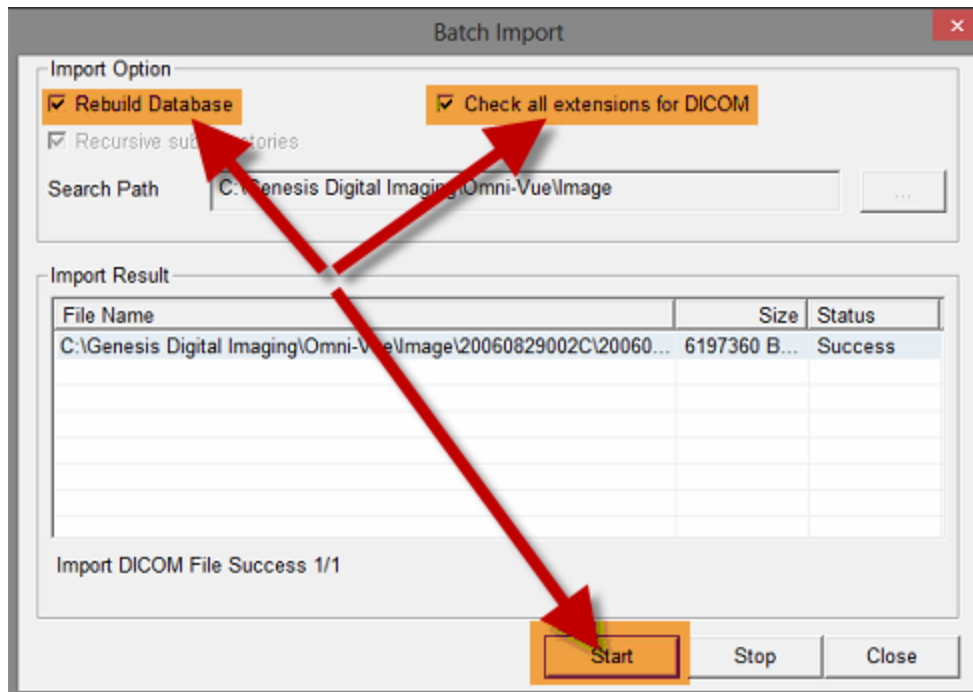 Batch Import
Import Option
Rebuild Database
Check all extensions for DICOM
Recursive sub
Search Path
C:\Genesis Digital Imaging\Omni-Vue\Image
...
Import Result
File Name Size Status
C:\Genesis Digital Imaging\Omni-Vue\Image\20060829002C\20060... 6197360 B... Success
Import DICOM File Success 1/1
Start Stop Close